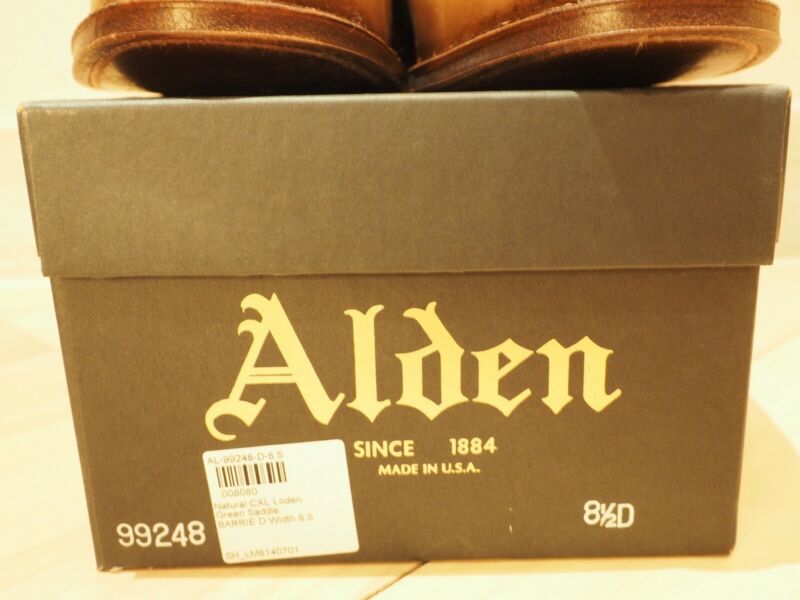 Alden
SINCE 1884
MADE IN U.S.A.
AL-99248-D-8.5
008080
Natural CXL Loden
Green Saddle
BARRIE D Width 8.5
SH_LM8140701
99248
8½D